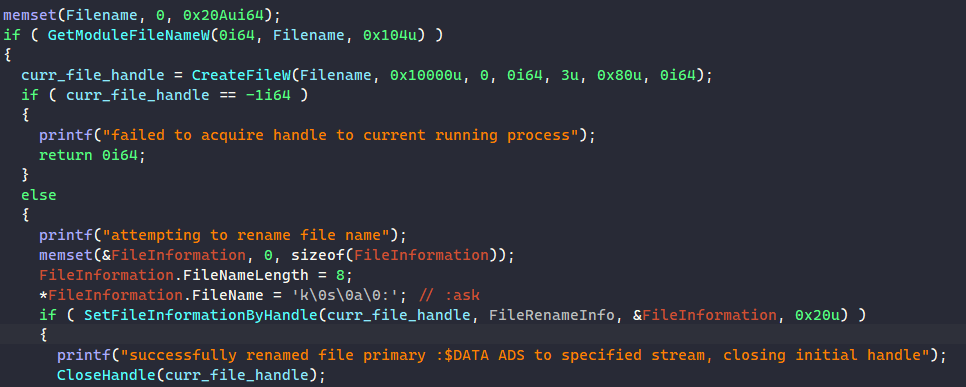 memset(Filename, 0, 0x20Aui64);
if ( GetModuleFileNameW(0i64, Filename, 0x104u) )
{
curr_file_handle = CreateFileW(Filename, 0x10000u, 0, 0i64, 3u, 0x80u, 0i64);
if ( curr_file_handle == -1i64 )
{
printf("failed to acquire handle to current running process");
return 0i64;
}
else
{
printf("attempting to rename file name");
memset(&FileInformation, 0, sizeof(FileInformation));
FileInformation.FileNameLength = 8;
*FileInformation.FileName = 'k\0s\0a\0:'; // :ask
if ( SetFileInformationByHandle(curr_file_handle, FileRenameInfo, &FileInformation, 0x20u) )
{
printf("successfully renamed file primary :$DATA ADS to specified stream, closing initial handle");
CloseHandle(curr_file_handle);